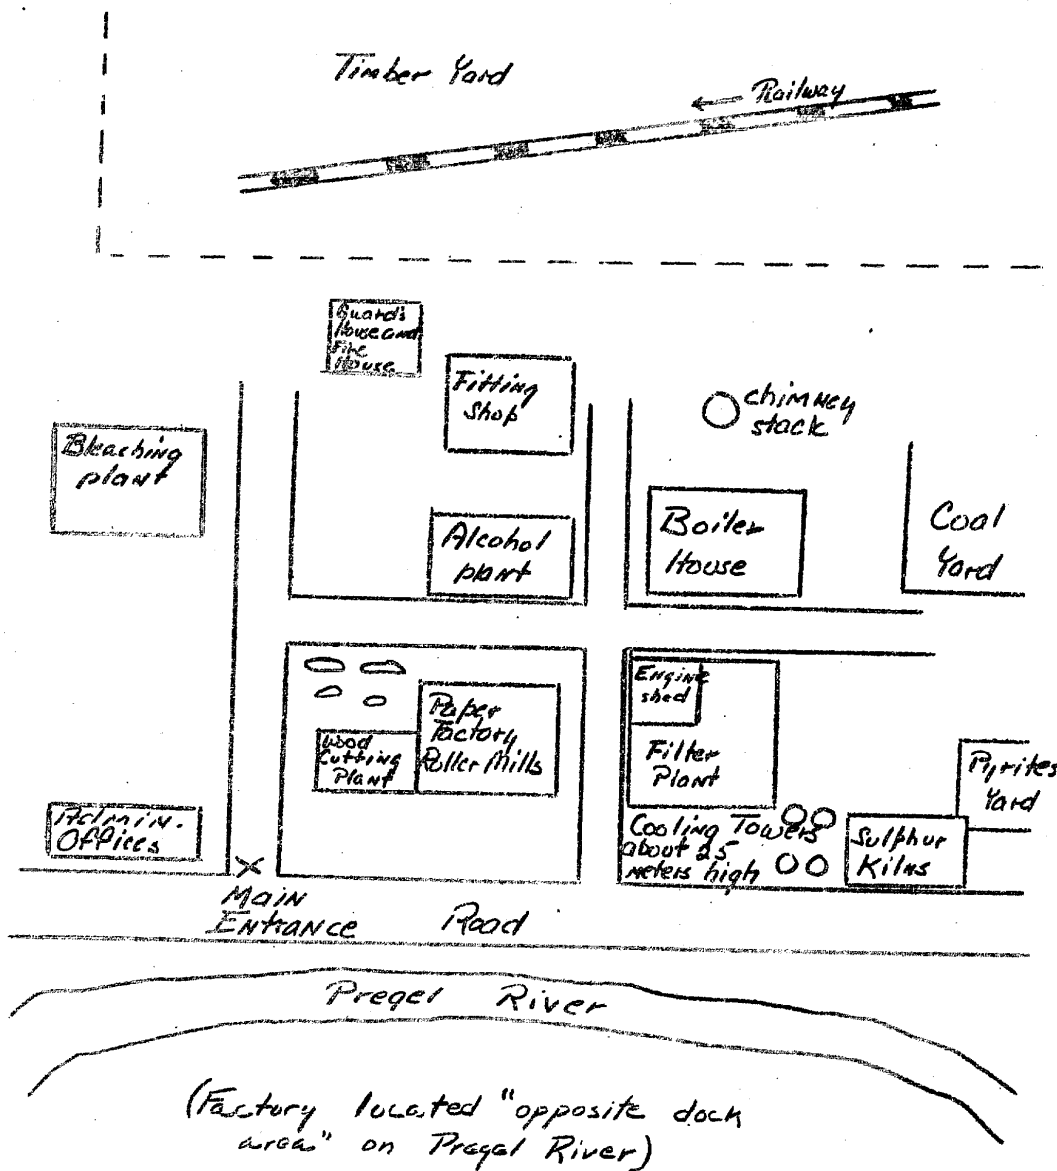 Timber Yard
Railway
Guard's
House and
Fire
House
Fitting
Shop
chimney
stack
Bleaching
plant
Alcohol
plant
Boiler
House
Coal
Yard
Engine
shed
Paper
Factory
Roller Mills
Wood
Cutting
Plant
Filter
Plant
Pyrites
Yard
Admin.
Offices
Cooling Towers
about 25
meters high
Sulphur
Kilns
Main
Entrance
Road
Pregel River
(Factory located "opposite dock
areas" on Pregel River)